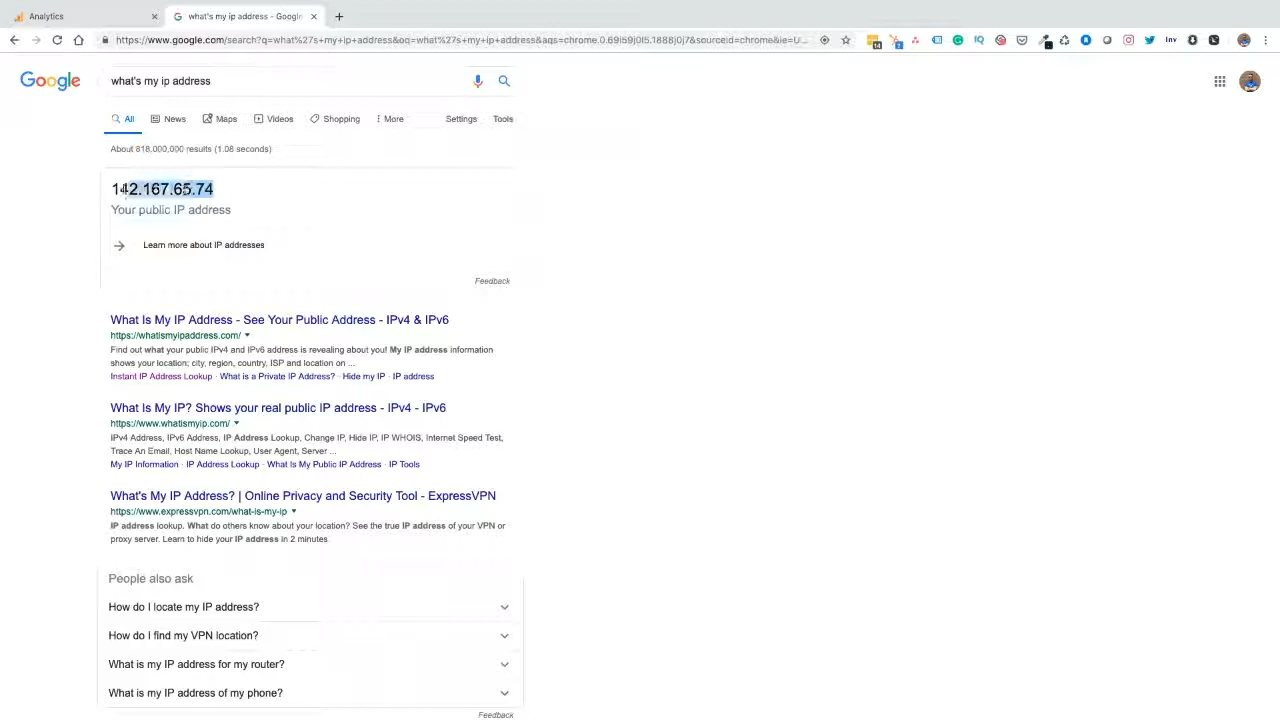 Analytics
what's my ip address - Google
https://www.google.com/search?q=what%27s+my+ip+address&oq=what%27s+my+ip+address&aqs=chrome.0.69i59j0l5.1888j0j7&sourceid=chrome&ie=U
Google
what's my ip address
All News Maps Videos Shopping More Settings Tools
About 818,000,000 results (1.08 seconds)
142.167.65.74
Your public IP address
Learn more about IP addresses
Feedback
What Is My IP Address - See Your Public Address - IPv4 & IPv6
https://whatismyipaddress.com/
Find out what your public IPv4 and IPv6 address is revealing about you! My IP address information
shows your location; city, region, country, ISP and location on ...
Instant IP Address Lookup · What is a Private IP Address? · Hide my IP · IP address
What Is My IP? Shows your real public IP address - IPv4 - IPv6
https://www.whatismyip.com/
IPv4 Address, IPv6 Address, IP Address Lookup, Change IP, Hide IP, IP WHOIS, Internet Speed Test,
Trace An Email, Host Name Lookup, User Agent, Server ...
My IP Information · IP Address Lookup · What Is My Public IP Address · IP Tools
What's My IP Address? | Online Privacy and Security Tool - ExpressVPN
https://www.expressvpn.com/what-is-my-ip
IP address lookup. What do others know about your location? See the true IP address of your VPN or
proxy server. Learn to hide your IP address in 2 minutes.
People also ask
How do I locate my IP address?
How do I find my VPN location?
What is my IP address for my router?
What is my IP address of my phone?
Feedback